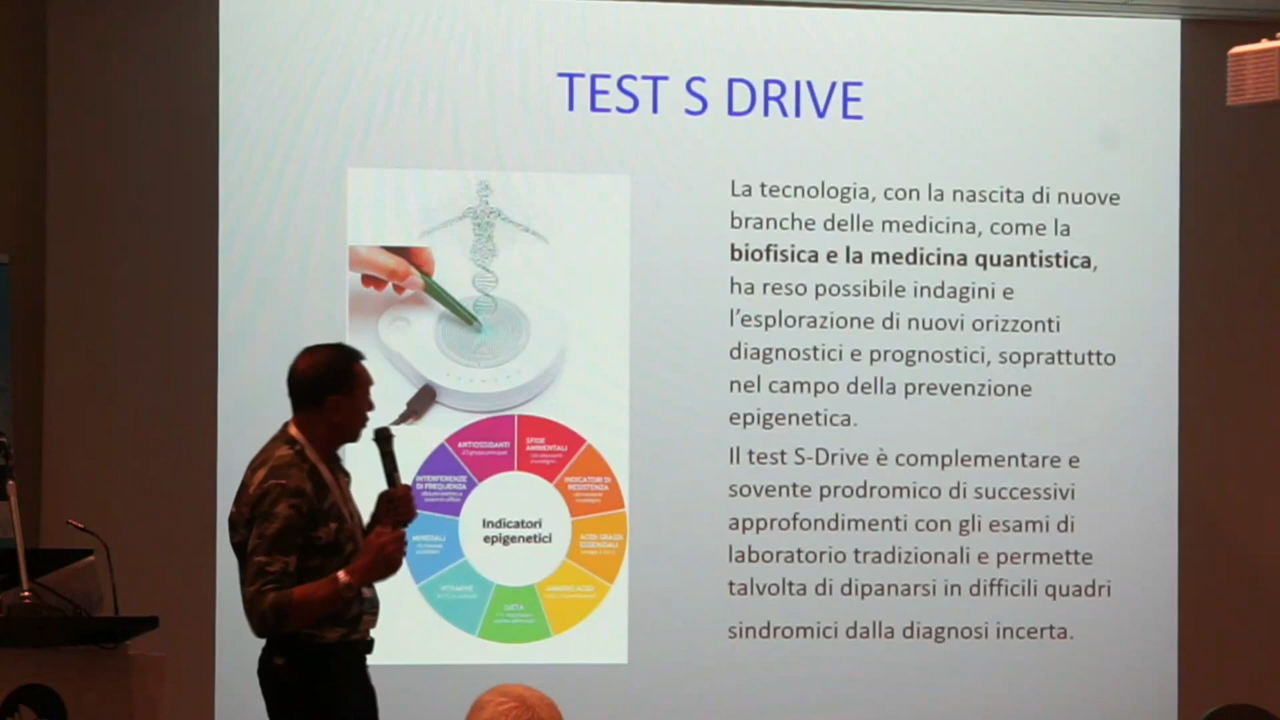 TEST S DRIVE
La tecnologia, con la nascita di nuove
branche delle medicina, come la
biofisica e la medicina quantistica,
ha reso possibile indagini e
l'esplorazione di nuovi orizzonti
diagnostici e prognostici, soprattutto
nel campo della prevenzione
epigenetica.
Il test S-Drive è complementare e
sovente prodromico di successivi
approfondimenti con gli esami di
laboratorio tradizionali e permette
talvolta di dipanarsi in difficili quadri
sindromici dalla diagnosi incerta.
ANTIOSSIDANTI
SFIDE
AMBIENTALI
INTERFERENZE
DI FREQUENZA
INDICATORI DI
RESISTENZA
MINERALI
ACIDI GRASSI
ESSENZIALI
VITAMINE
AMMINO ACIDI
DIETA
Indicatori
epigenetici